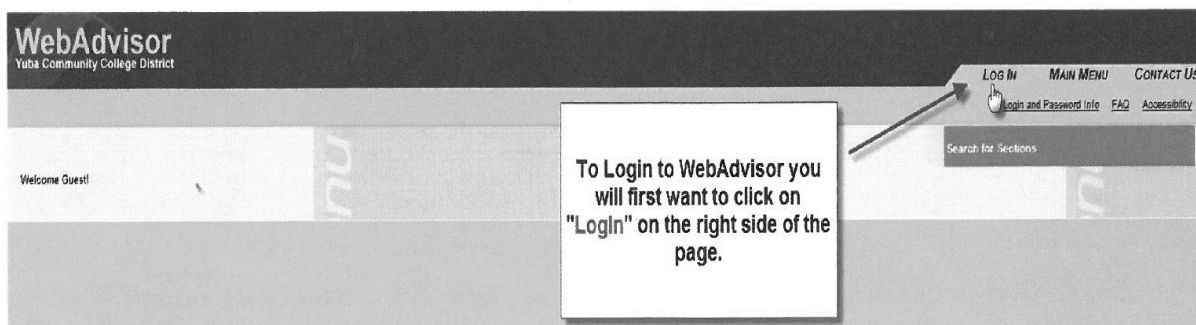 WebAdvisor
Yuba Community College District
LOG IN MAIN MENU CONTACT US
Login and Password Info FAQ Accessibility
Search for Sections
Welcome Guest!
nu
To Login to WebAdvisor you
will first want to click on
"Login" on the right side of the
page.
nu